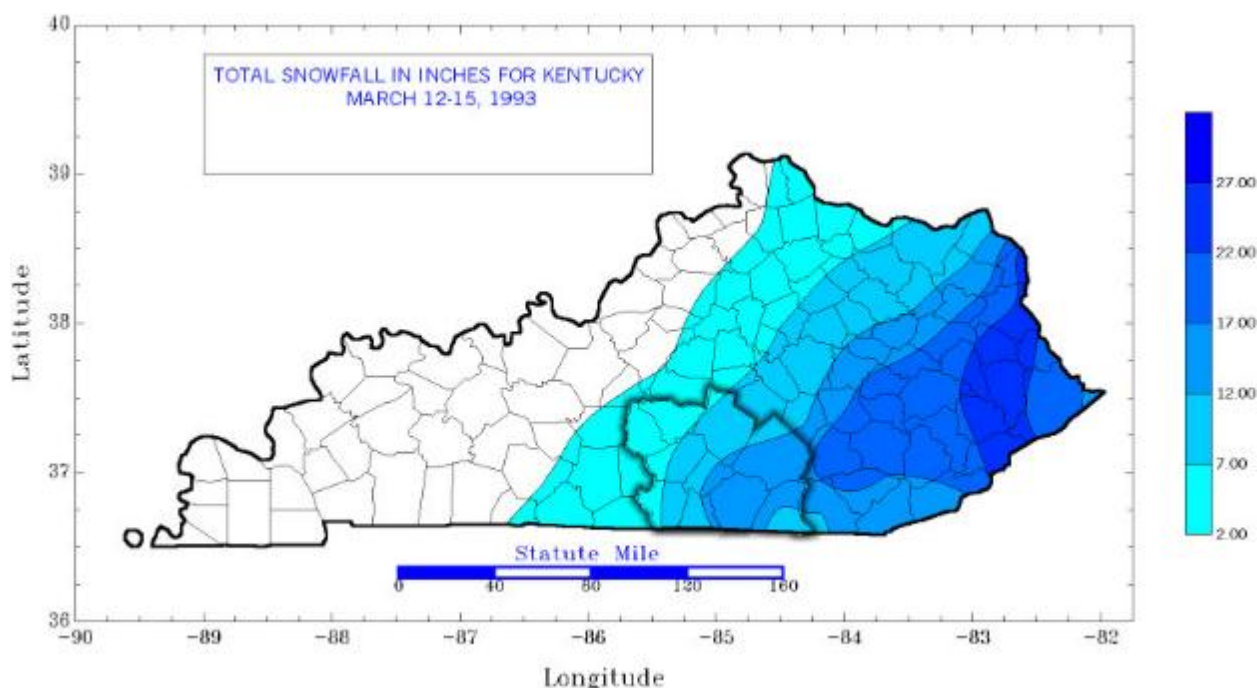 TOTAL SNOWFALL IN INCHES FOR KENTUCKY
MARCH 12-15, 1993
40
39
38
37
36
Latitude
27.00
22.00
17.00
12.00
7.00
2.00
Statute Mile
0 40 80 120 160
−90 −89 −88 −87 −86 −85 −84 −83 −82
Longitude